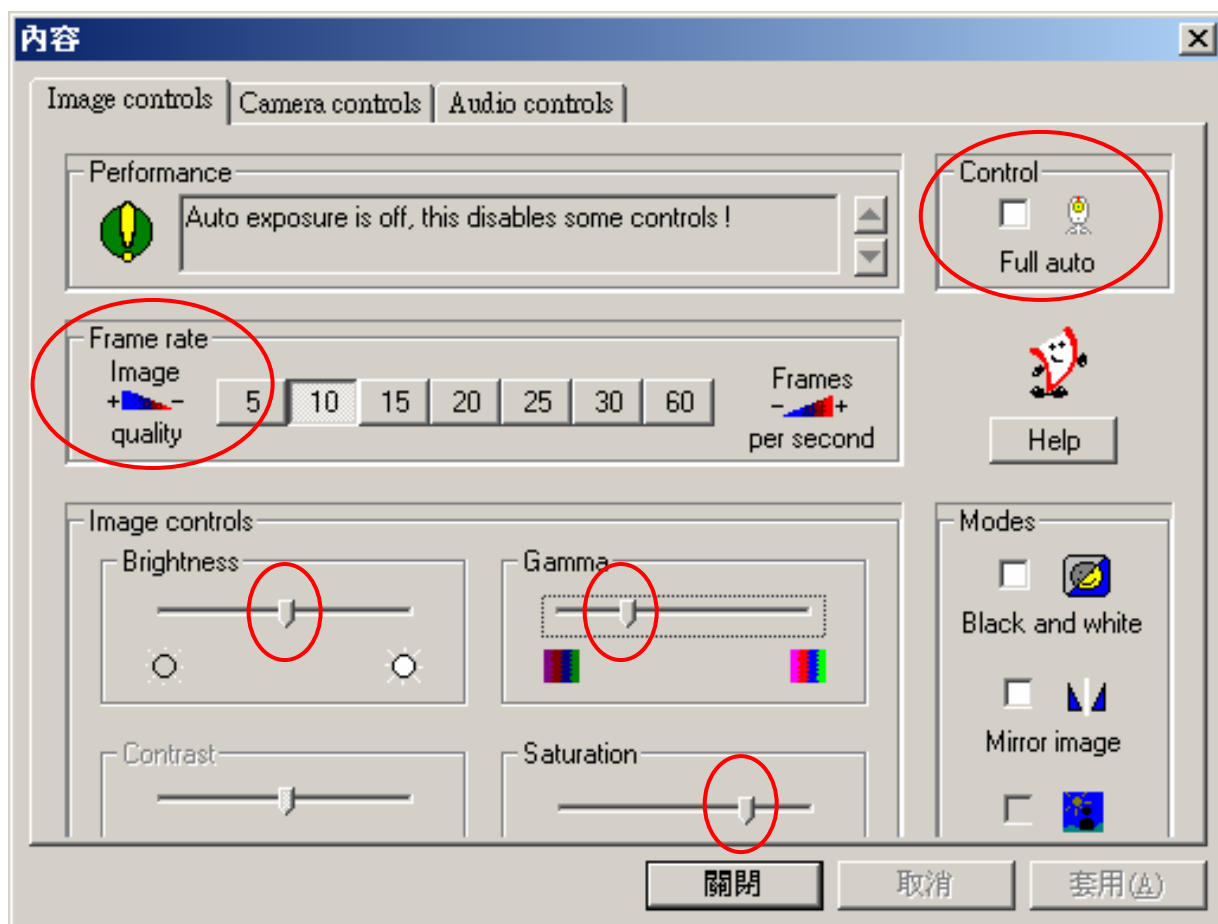 內容
Image controls
Camera controls
Audio controls
Performance
Auto exposure is off, this disables some controls !
Control
Full auto
Frame rate
Image
+ -
quality
5 10 15 20 25 30 60
Frames
- +
per second
Help
Image controls
Brightness
Gamma
Contrast
Saturation
Modes
Black and white
Mirror image
關閉
取消
套用(A)